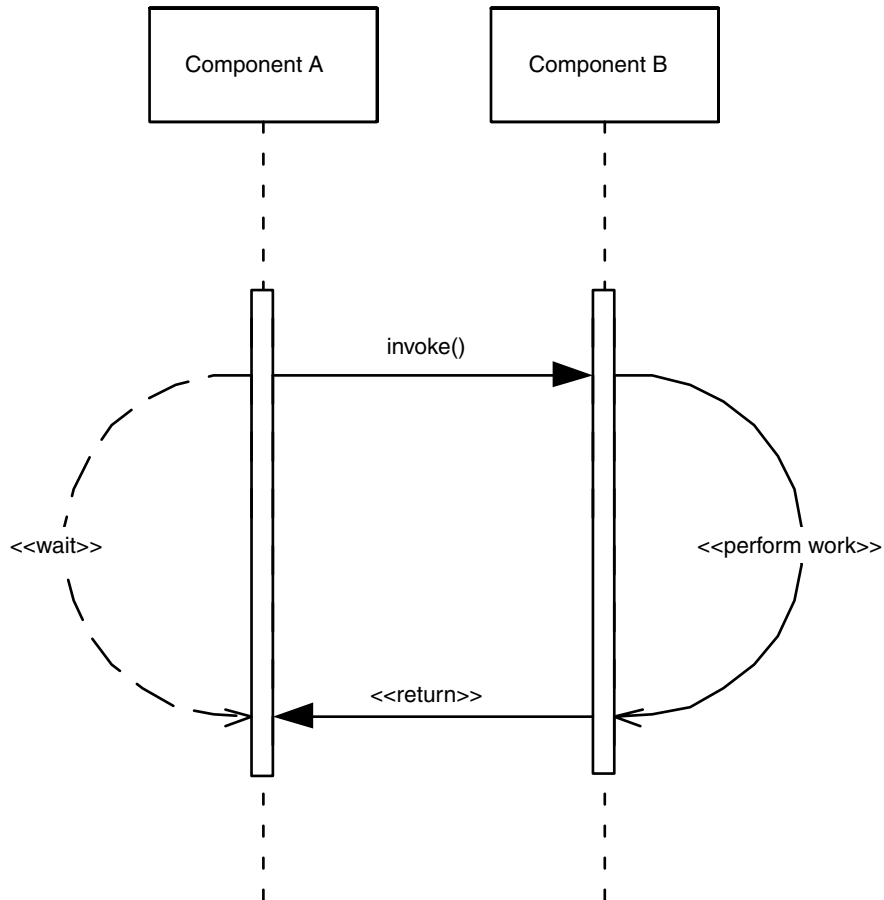 Component A
Component B
invoke()
<<wait>>
<<perform work>>
<<return>>